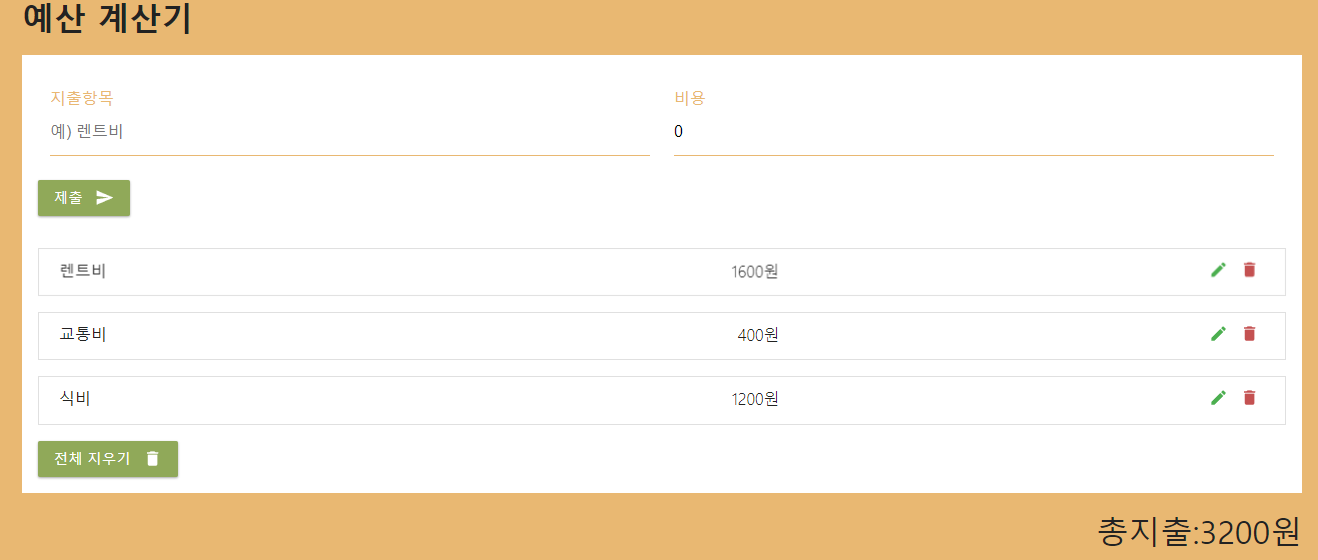 예산 계산기
지출항목 비용
예) 렌트비 0
제출
렌트비 1600원
교통비 400원
식비 1200원
전체 지우기
총지출:3200원